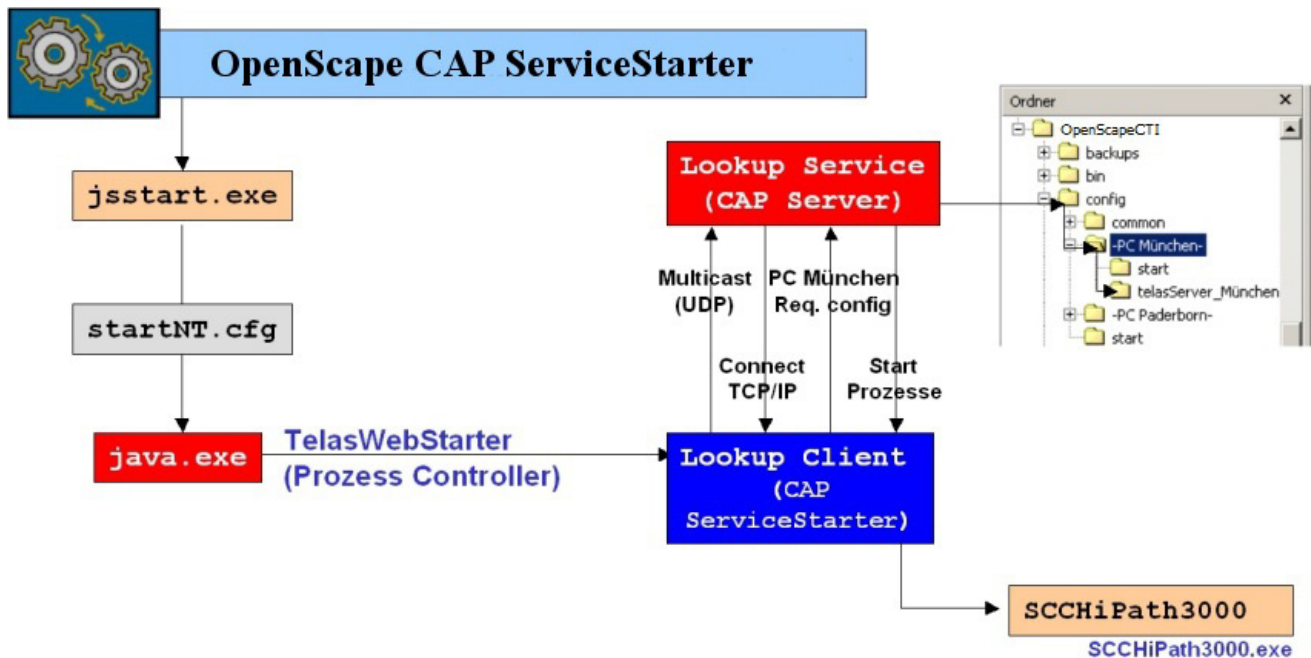 OpenScape CAP ServiceStarter
jsstart.exe
startNT.cfg
java.exe
TelasWebStarter
(Prozess Controller)
Lookup Service
(CAP Server)
Multicast
(UDP)
PC München
Req. config
Connect
TCP/IP
Start
Prozesse
Lookup Client
(CAP
ServiceStarter)
Ordner
OpenScapeCTI
backups
bin
config
common
-PC München-
start
telasServer_München
-PC Paderborn-
start
SCCHiPath3000
SCCHiPath3000.exe